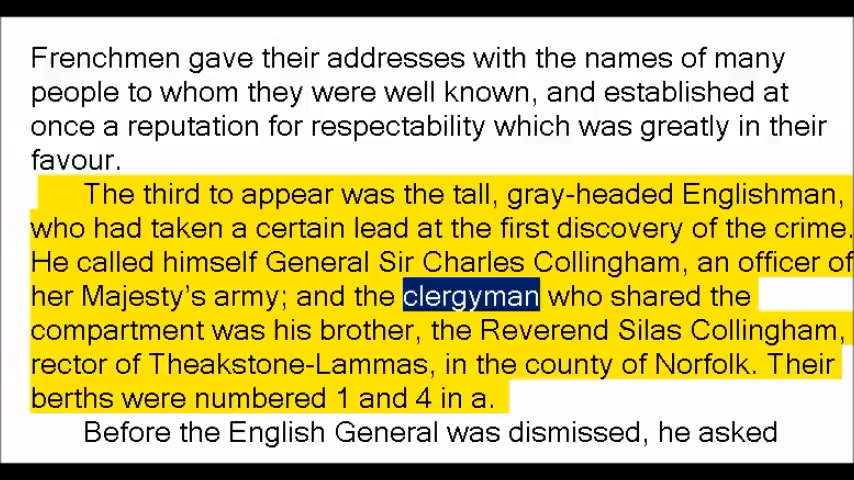 Frenchmen gave their addresses with the names of many
people to whom they were well known, and established at
once a reputation for respectability which was greatly in their
favour.
The third to appear was the tall, gray-headed Englishman,
who had taken a certain lead at the first discovery of the crime.
He called himself General Sir Charles Collingham, an officer of
her Majesty's army; and the clergyman who shared the
compartment was his brother, the Reverend Silas Collingham,
rector of Theakstone-Lammas, in the county of Norfolk. Their
berths were numbered 1 and 4 in a.
Before the English General was dismissed, he asked